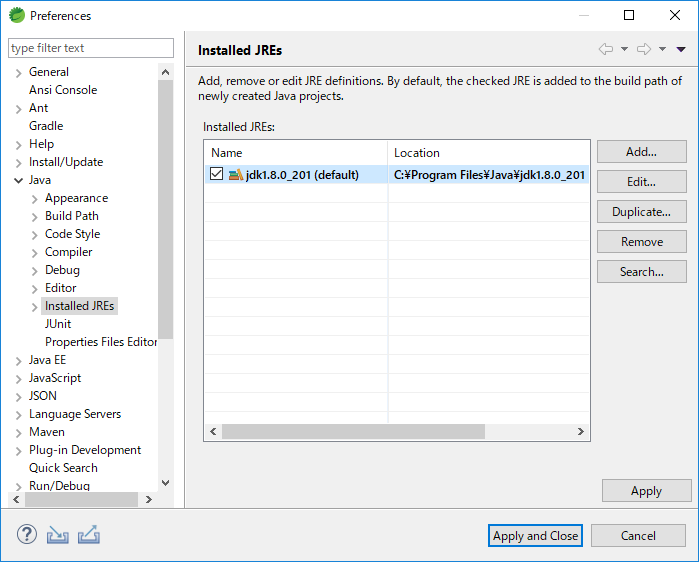 Preferences
type filter text
General
Ansi Console
Ant
Gradle
Help
Install/Update
Java
Appearance
Build Path
Code Style
Compiler
Debug
Editor
Installed JREs
JUnit
Properties Files Editor
Java EE
JavaScript
JSON
Language Servers
Maven
Plug-in Development
Quick Search
Run/Debug
Installed JREs
Add, remove or edit JRE definitions. By default, the checked JRE is added to the build path of
newly created Java projects.
Installed JREs:
Name Location
jdk1.8.0_201 (default) C:¥Program Files¥Java¥jdk1.8.0_201
Add...
Edit...
Duplicate...
Remove
Search...
Apply
?
Apply and Close Cancel